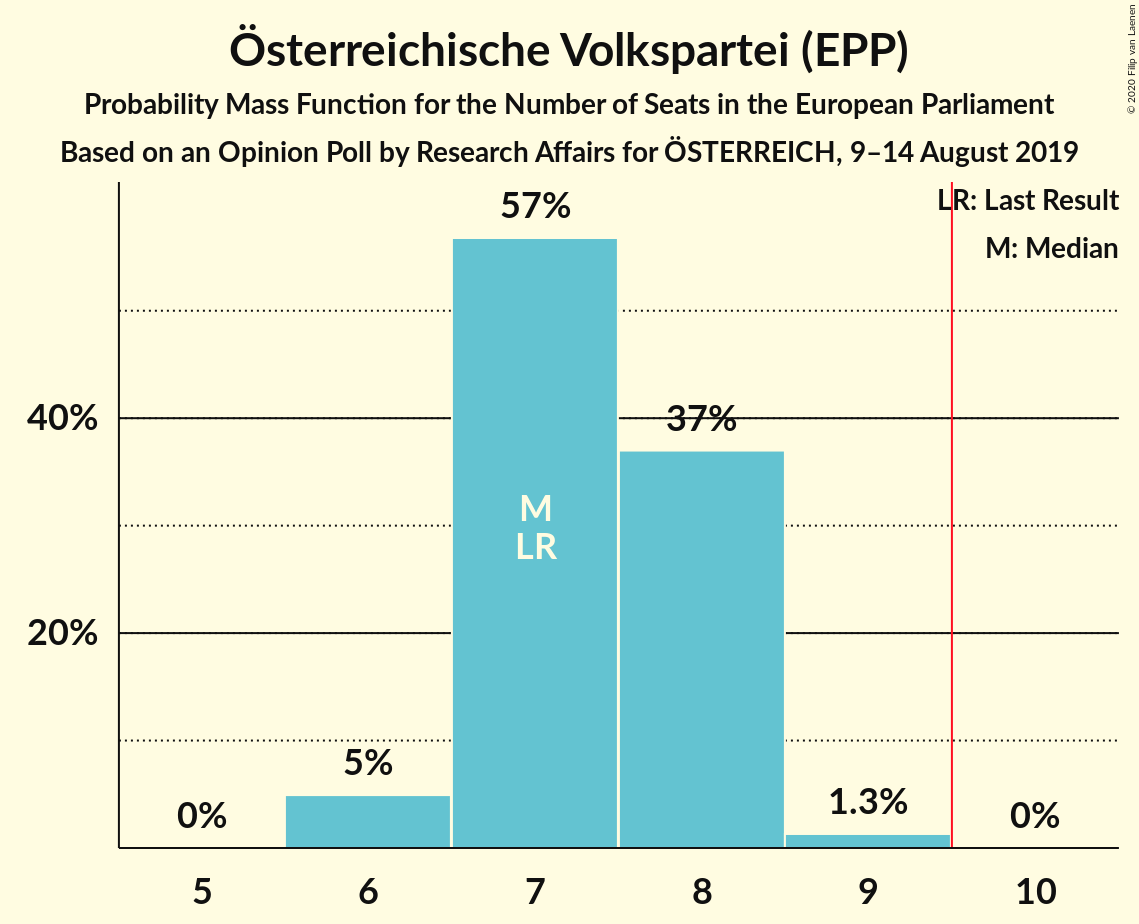 Österreichische Volkspartei (EPP)
Probability Mass Function for the Number of Seats in the European Parliament
Based on an Opinion Poll by Research Affairs for ÖSTERREICH, 9–14 August 2019
© 2020 Filip van Laenen
LR: Last Result
M: Median
57%
40%
37%
M
LR
20%
5%
1.3%
0%
0%
5 6 7 8 9 10